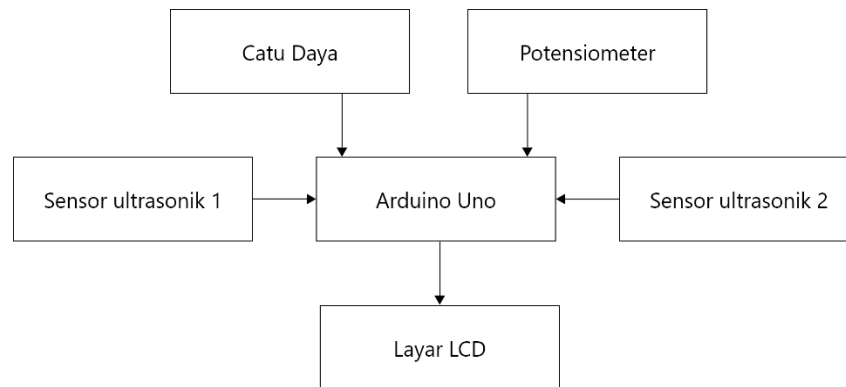 Catu Daya
Potensiometer
Sensor ultrasonik 1
Arduino Uno
Sensor ultrasonik 2
Layar LCD